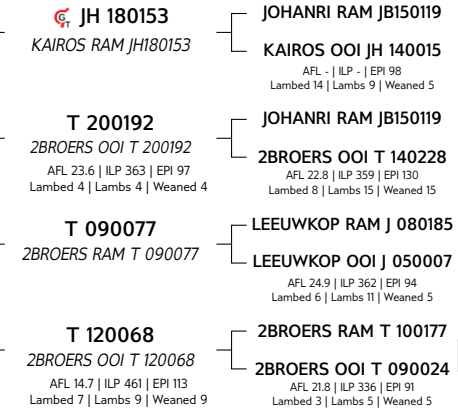 JH 180153
KAIROS RAM JH180153
JOHANRI RAM JB150119
KAIROS OOI JH 140015
AFL - | ILP - | EPI 98
Lambed 14 | Lambs 9 | Weaned 5
T 200192
2BROERS OOI T 200192
AFL 23.6 | ILP 363 | EPI 97
Lambed 4 | Lambs 4 | Weaned 4
JOHANRI RAM JB150119
2BROERS OOI T 140228
AFL 22.8 | ILP 359 | EPI 130
Lambed 8 | Lambs 15 | Weaned 15
T 090077
2BROERS RAM T 090077
LEEUWKOP RAM J 080185
LEEUWKOP OOI J 050007
AFL 24.9 | ILP 362 | EPI 94
Lambed 6 | Lambs 11 | Weaned 5
T 120068
2BROERS OOI T 120068
AFL 14.7 | ILP 461 | EPI 113
Lambed 7 | Lambs 9 | Weaned 9
2BROERS RAM T 100177
2BROERS OOI T 090024
AFL 21.8 | ILP 336 | EPI 91
Lambed 3 | Lambs 5 | Weaned 5